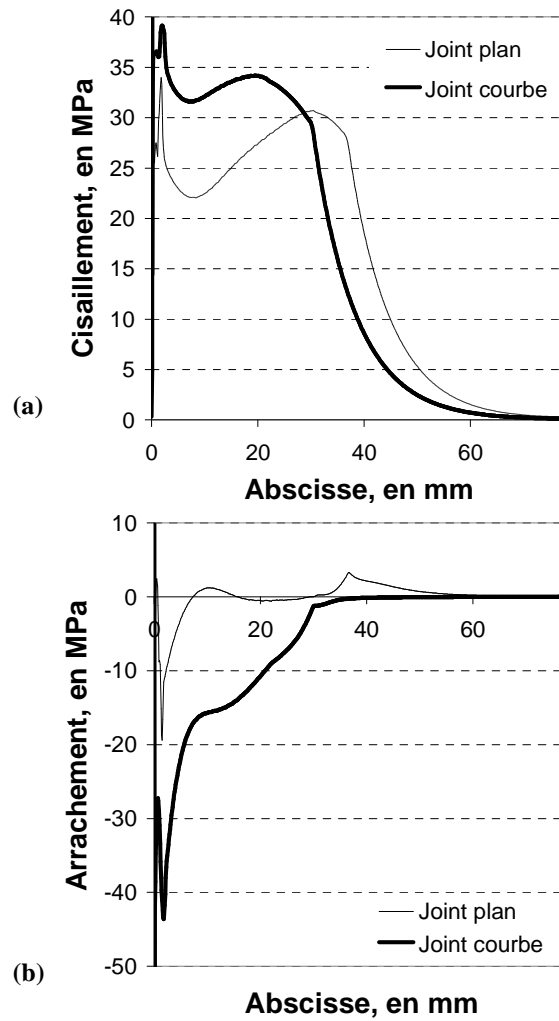 40
35
30
25
20
15
10
5
0
Cisaillement, en MPa
Joint plan
Joint courbe
(a)
0 20 40 60
Abscisse, en mm
10
0
-10
-20
-30
-40
-50
Arrachement, en MPa
0 20 40 60
Joint plan
Joint courbe
(b)
Abscisse, en mm